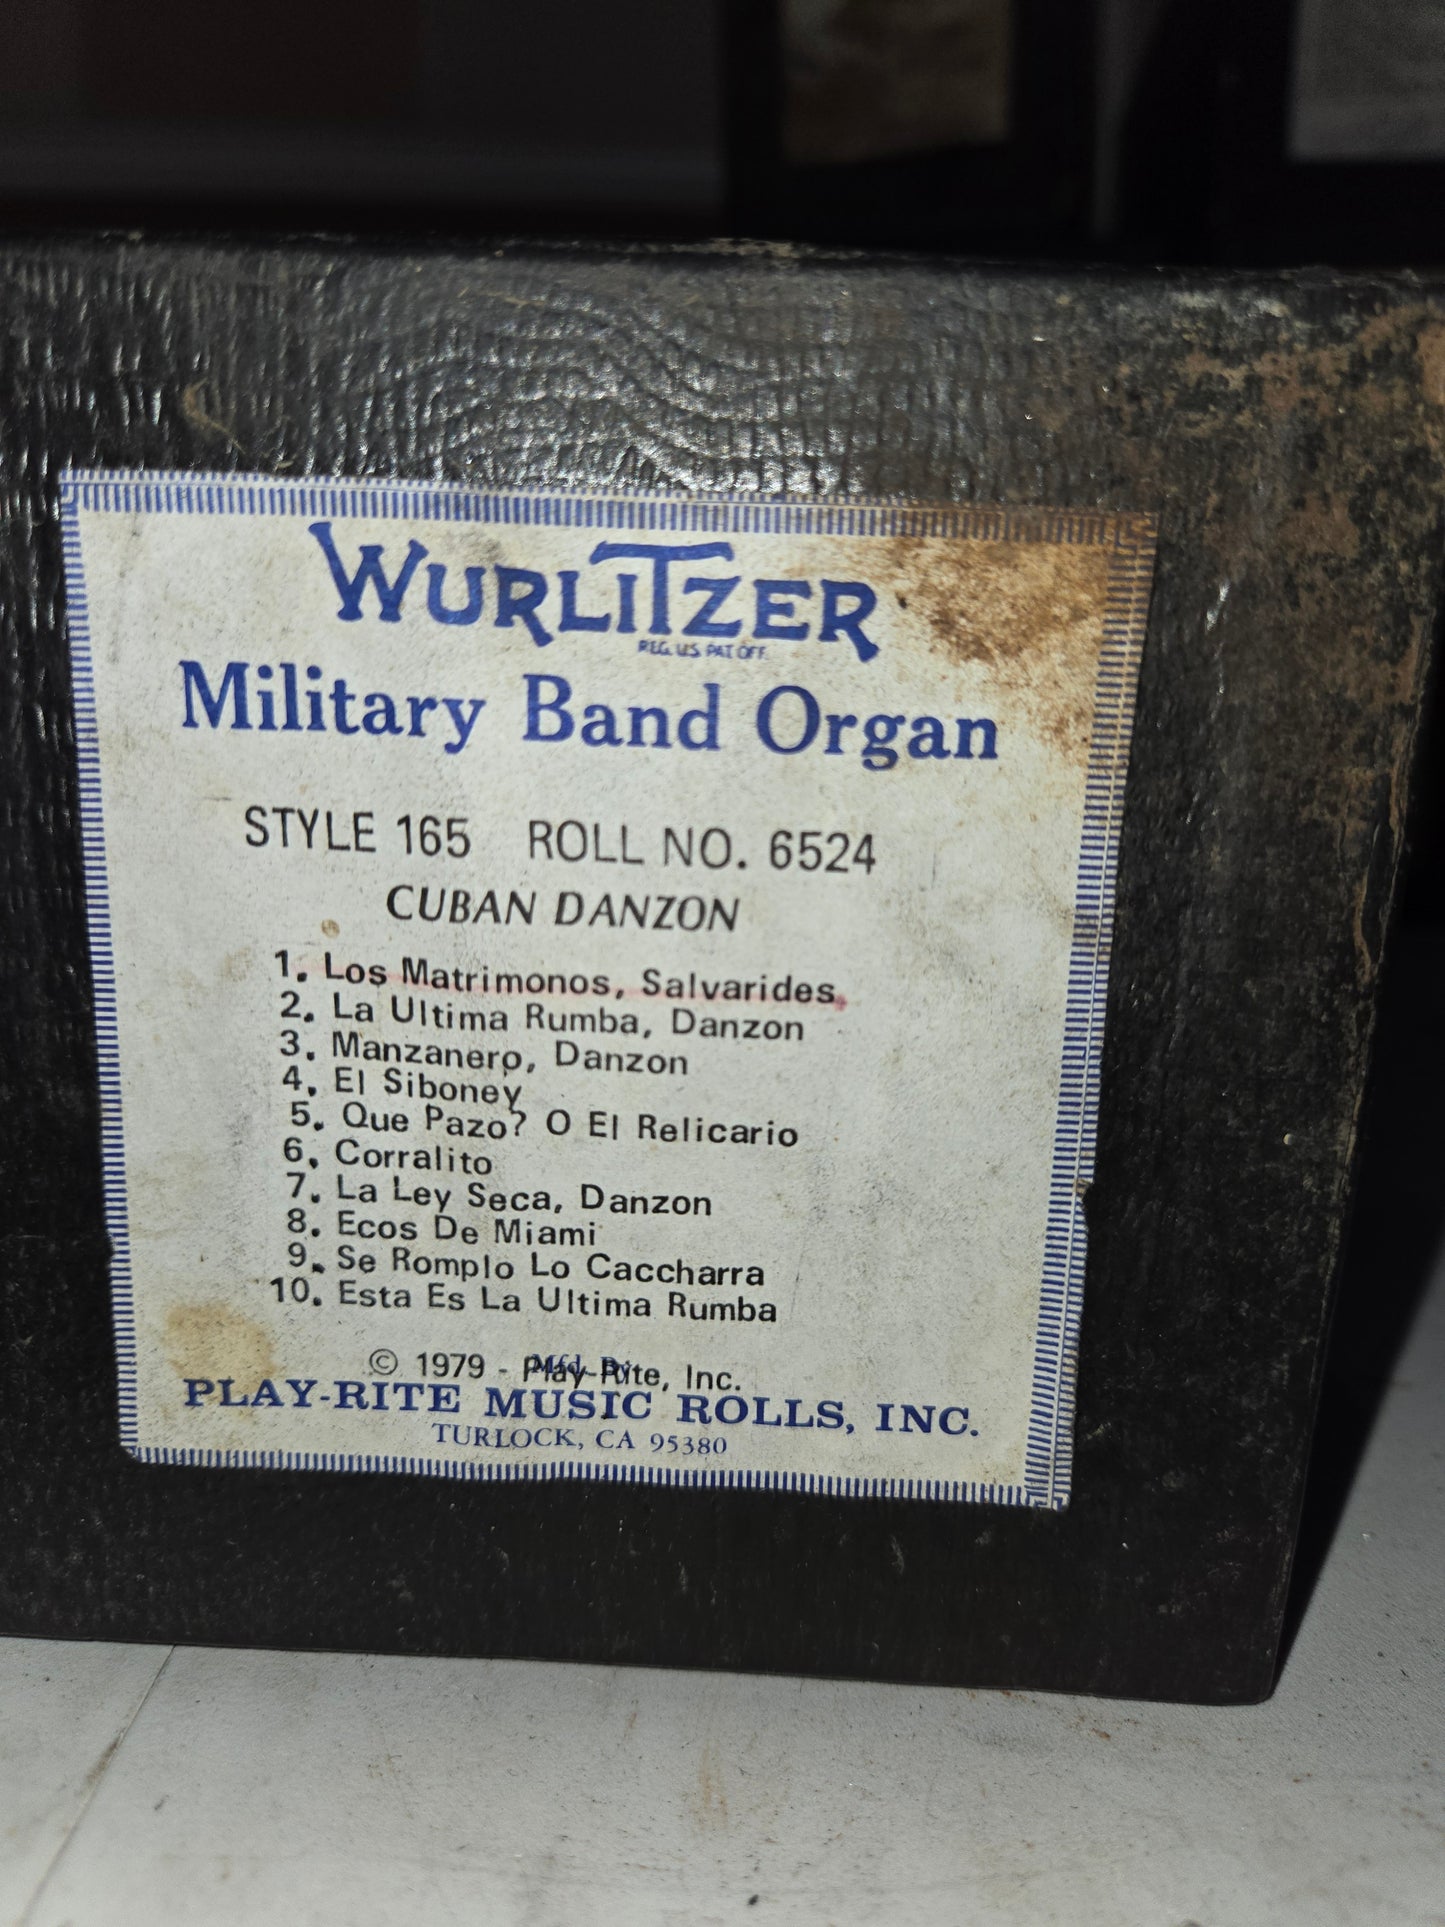 WURLITZER
REG. U.S. PAT. OFF.
Military Band Organ
STYLE 165 ROLL NO. 6524
CUBAN DANZON
1. Los Matrimonos, Salvarides
2. La Ultima Rumba, Danzon
3. Manzanero, Danzon
4. El Siboney
5. Que Pazo? O El Relicario
6. Corralito
7. La Ley Seca, Danzon
8. Ecos De Miami
9. Se Romplo Lo Caccharra
10. Esta Es La Ultima Rumba
Mfd. By
© 1979 - Play-Rite, Inc.
PLAY-RITE MUSIC ROLLS, INC.
TURLOCK, CA 95380